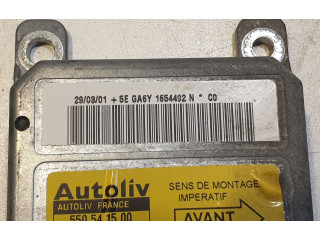 29/03/01 + 5E GA6Y 1654492 N * C0
Autoliv
AUTOLIV FRANCE
550 54 15 00
SENS DE MONTAGE
IMPERATIF
AVANT